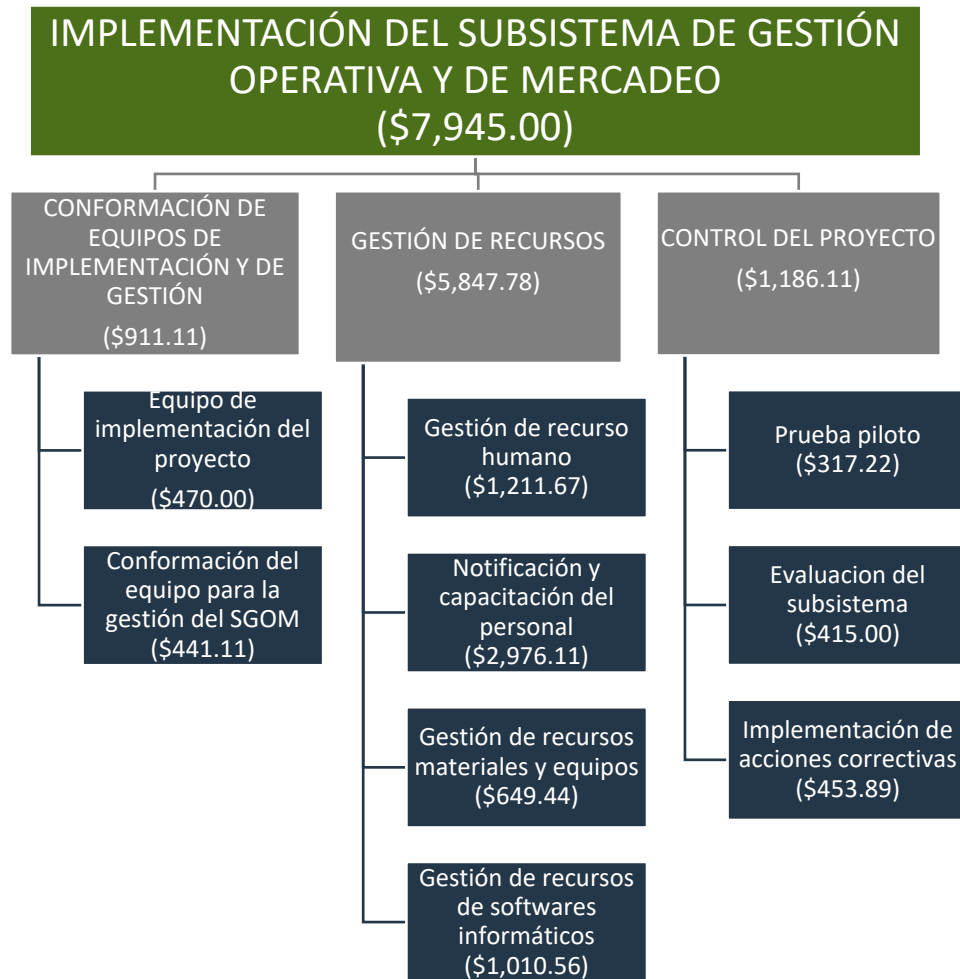 IMPLEMENTACIÓN DEL SUBSISTEMA DE GESTIÓN
OPERATIVA Y DE MERCADEO
($7,945.00)
CONFORMACIÓN DE
EQUIPOS DE
IMPLEMENTACIÓN Y DE
GESTIÓN
($911.11)
Equipo de
implementación del
proyecto
($470.00)
Conformación del
equipo para la
gestión del SGOM
($441.11)
GESTIÓN DE RECURSOS
($5,847.78)
Gestión de recurso
humano
($1,211.67)
Notificación y
capacitación del
personal
($2,976.11)
Gestión de recursos
materiales y equipos
($649.44)
Gestión de recursos
de softwares
informáticos
($1,010.56)
CONTROL DEL PROYECTO
($1,186.11)
Prueba piloto
($317.22)
Evaluacion del
subsistema
($415.00)
Implementación de
acciones correctivas
($453.89)